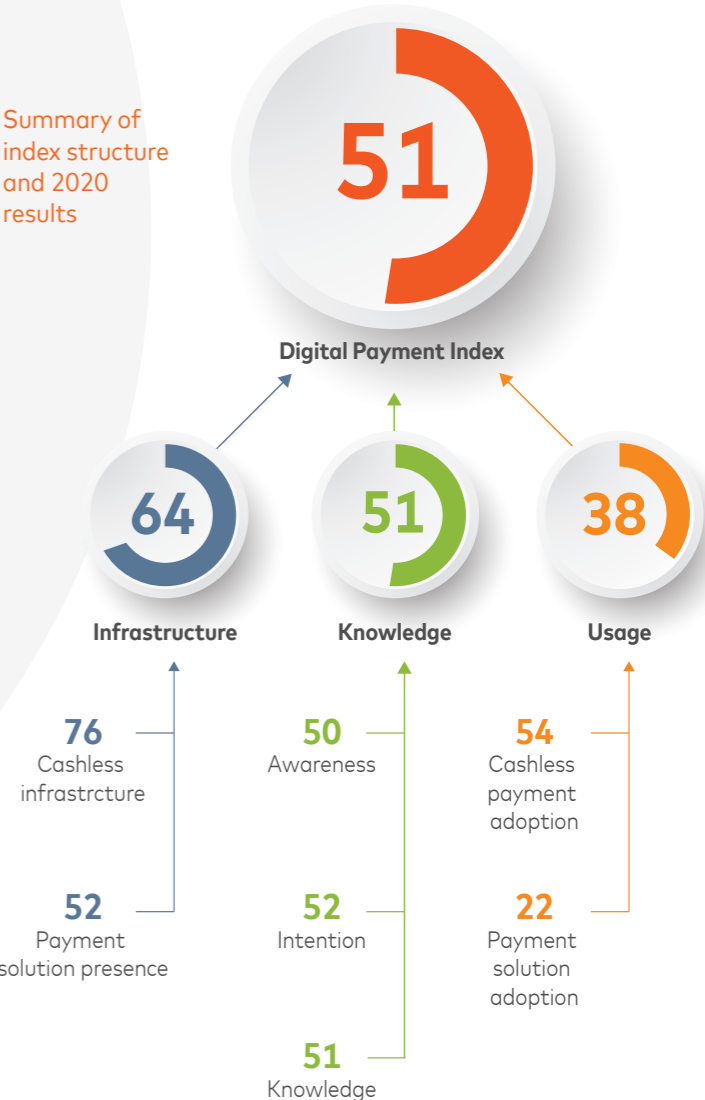 Summary of
index structure
and 2020
results
51
Digital Payment Index
64
Infrastructure
51
Knowledge
38
Usage
76
Cashless
infrastrcture
52
Payment
solution presence
50
Awareness
52
Intention
51
Knowledge
54
Cashless
payment
adoption
22
Payment
solution
adoption